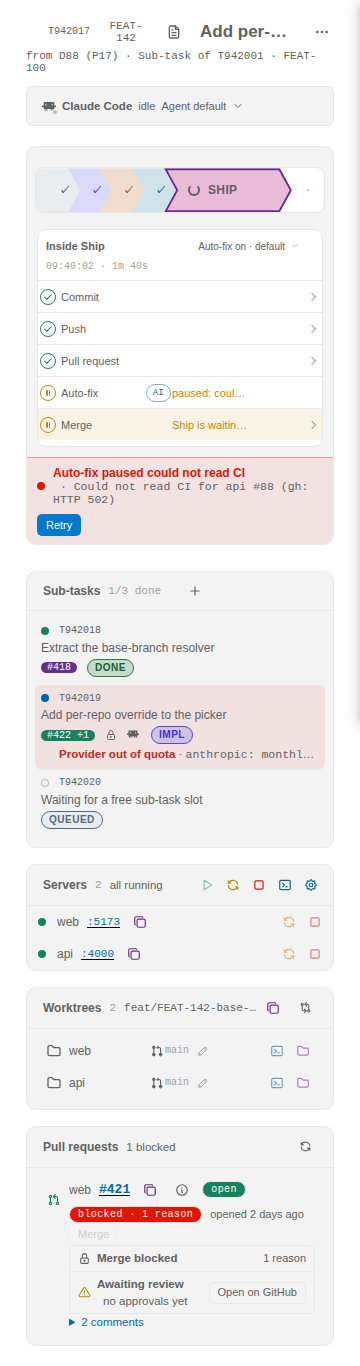 T942017 FEAT-142 Add per-…
from D88 (P17) · Sub-task of T942001 · FEAT-100
Claude Code idle Agent default
SHIP
Inside Ship Auto-fix on · default
09:40:02 · 1m 40s
Commit
Push
Pull request
Auto-fix AI paused: coul…
Merge Ship is waitin…
Auto-fix paused could not read CI
· Could not read CI for api #88 (gh: HTTP 502)
Retry
Sub-tasks 1/3 done
T942018
Extract the base-branch resolver
#418 DONE
T942019
Add per-repo override to the picker
#422 +1 IMPL
Provider out of quota · anthropic: monthl…
T942020
Waiting for a free sub-task slot
QUEUED
Servers 2 all running
web :5173
api :4000
Worktrees 2 feat/FEAT-142-base-…
web main
api main
Pull requests 1 blocked
web #421 open
blocked · 1 reason opened 2 days ago
Merge
Merge blocked 1 reason
Awaiting review
no approvals yet
Open on GitHub
2 comments